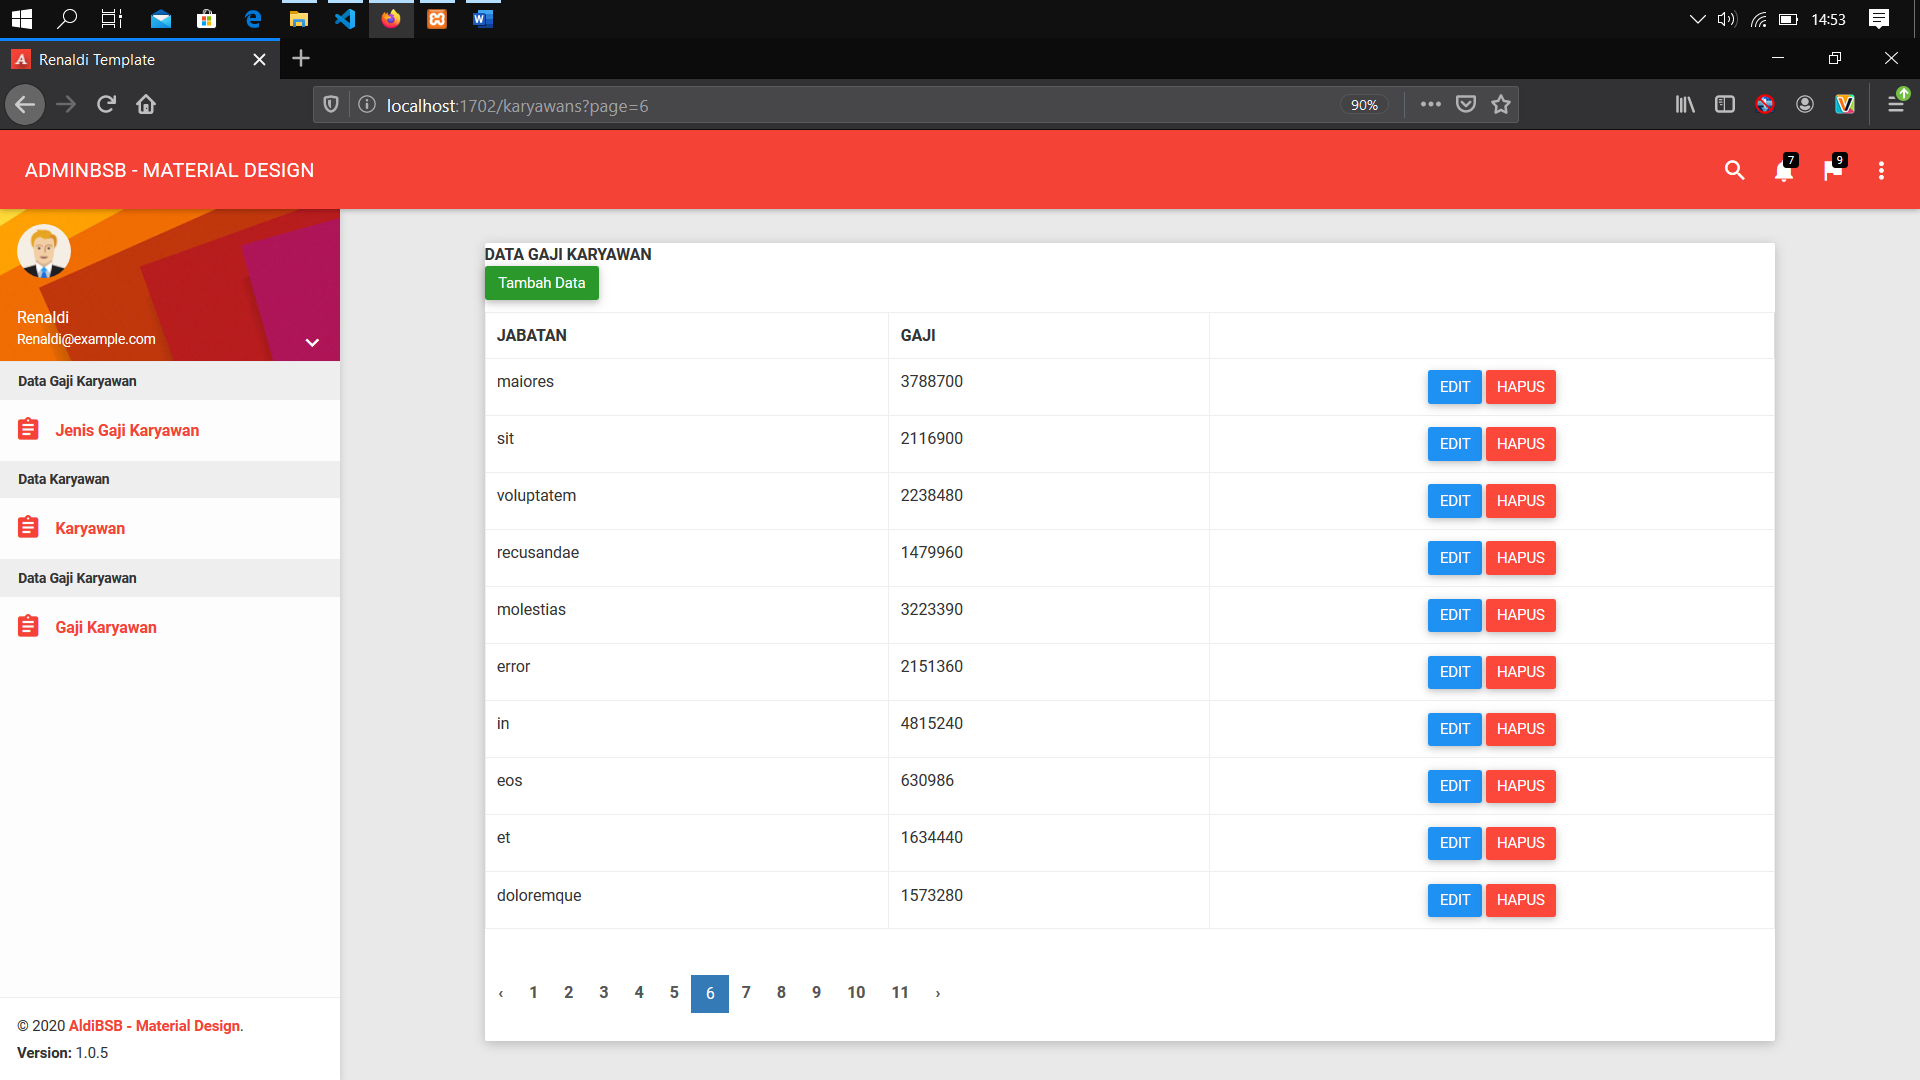 14:53
Renaldi Template
localhost:1702/karyawans?page=6
90%
ADMINBSB - MATERIAL DESIGN
7
9
Renaldi
Renaldi@example.com
Data Gaji Karyawan
Jenis Gaji Karyawan
Data Karyawan
Karyawan
Data Gaji Karyawan
Gaji Karyawan
© 2020 AldiBSB - Material Design.
Version: 1.0.5
DATA GAJI KARYAWAN
Tambah Data
JABATAN GAJI
maiores 3788700 EDIT HAPUS
sit 2116900 EDIT HAPUS
voluptatem 2238480 EDIT HAPUS
recusandae 1479960 EDIT HAPUS
molestias 3223390 EDIT HAPUS
error 2151360 EDIT HAPUS
in 4815240 EDIT HAPUS
eos 630986 EDIT HAPUS
et 1634440 EDIT HAPUS
doloremque 1573280 EDIT HAPUS
‹ 1 2 3 4 5 6 7 8 9 10 11 ›